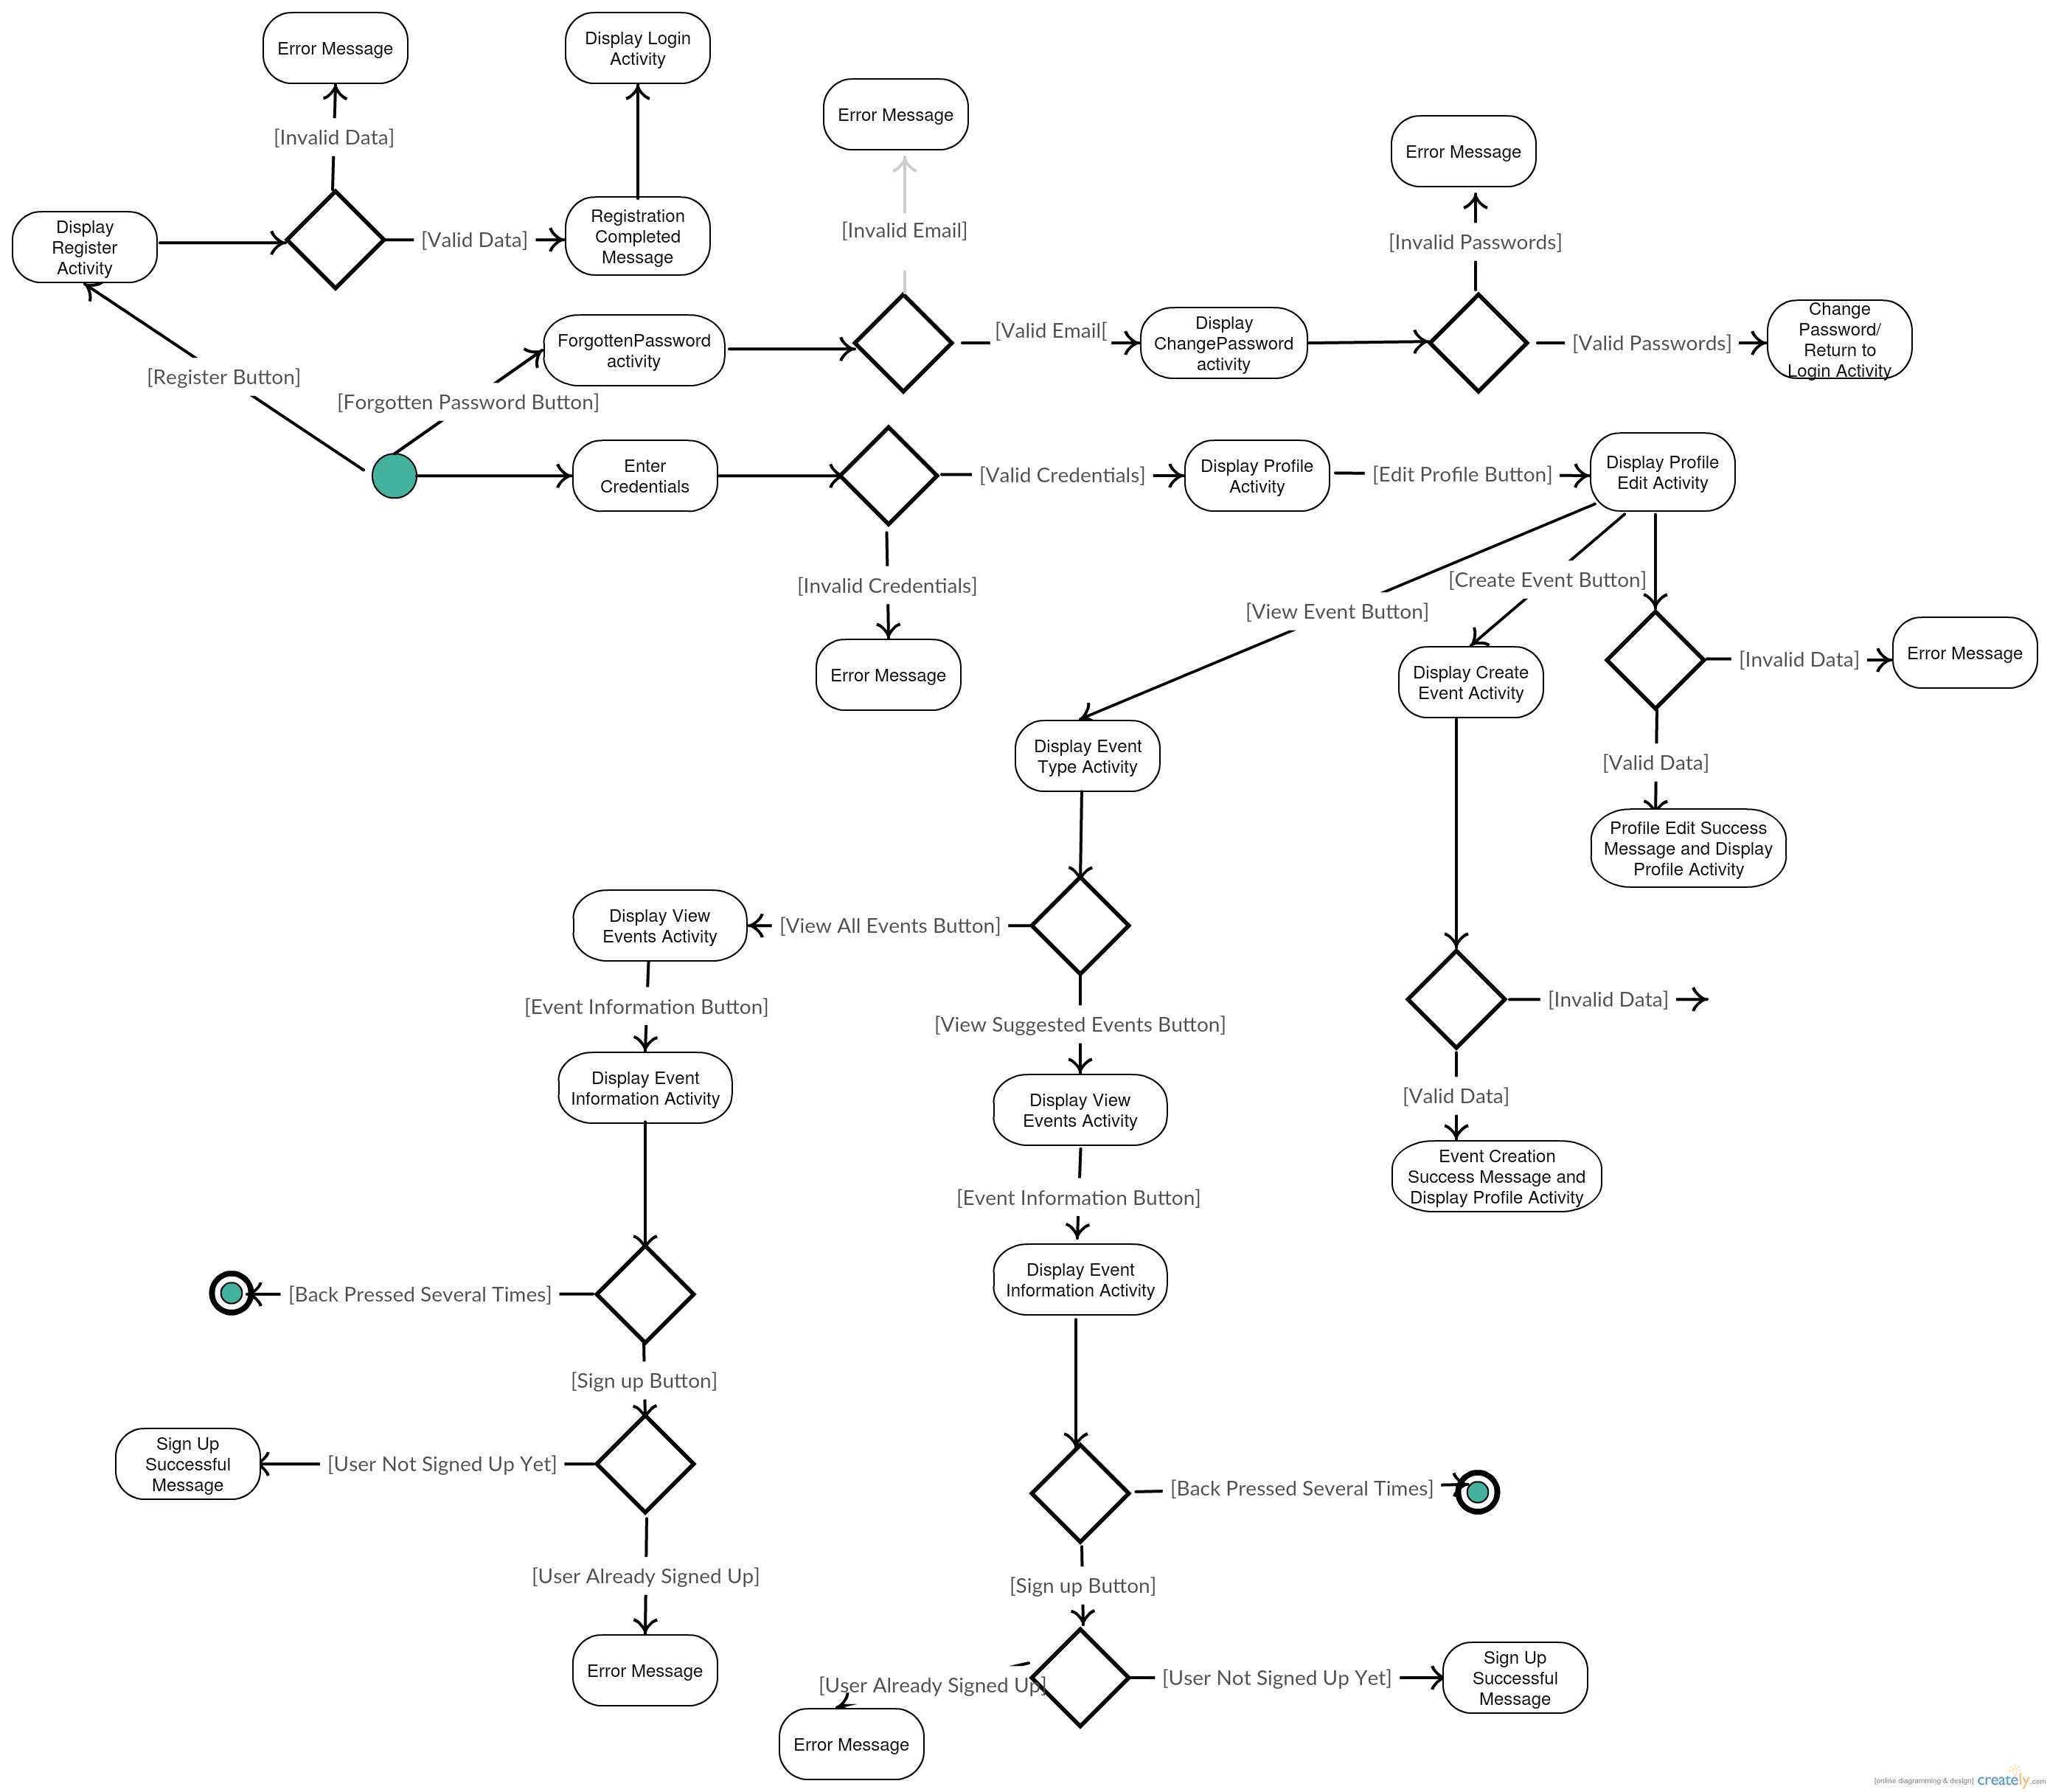 Error Message
Display Login
Activity
Error Message
Error Message
[Invalid Data]
Display
Register
Activity
[Valid Data]
Registration
Completed
Message
[Invalid Email]
[Invalid Passwords]
ForgottenPassword
activity
[Valid Email[
Display
ChangePassword
activity
[Valid Passwords]
Change
Password/
Return to
Login Activity
[Register Button]
[Forgotten Password Button]
Enter
Credentials
[Valid Credentials]
Display Profile
Activity
[Edit Profile Button]
Display Profile
Edit Activity
[Invalid Credentials]
[Create Event Button]
[View Event Button]
Error Message
Display Create
Event Activity
[Invalid Data]
Error Message
Display Event
Type Activity
[Valid Data]
Profile Edit Success
Message and Display
Profile Activity
Display View
Events Activity
[View All Events Button]
[Event Information Button]
[View Suggested Events Button]
[Invalid Data]
Display Event
Information Activity
Display View
Events Activity
[Valid Data]
Event Creation
Success Message and
Display Profile Activity
[Event Information Button]
Display Event
Information Activity
[Back Pressed Several Times]
[Sign up Button]
Sign Up
Successful
Message
[User Not Signed Up Yet]
[Back Pressed Several Times]
[User Already Signed Up]
[Sign up Button]
Error Message
[User Already Signed Up]
[User Not Signed Up Yet]
Sign Up
Successful
Message
Error Message
[online diagramming & design] creately.com